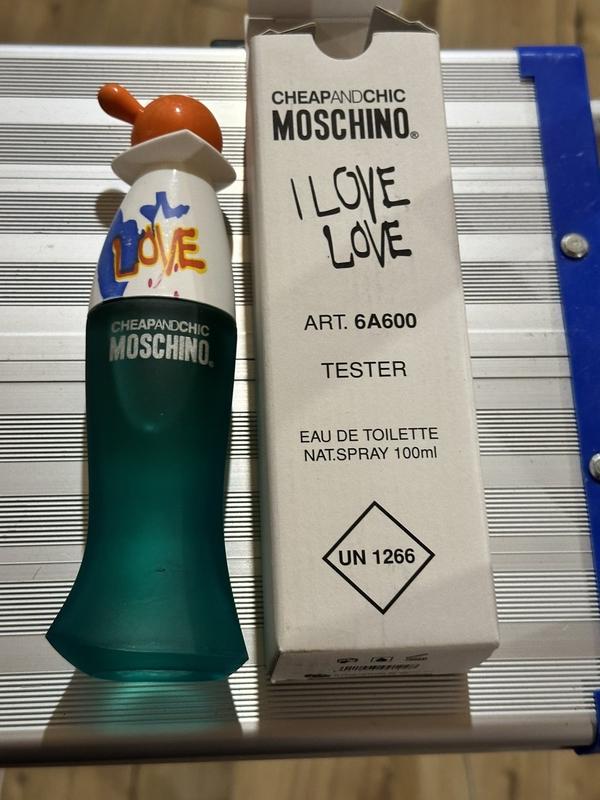 LOVE
CHEAPANDCHIC
MOSCHINO®
CHEAPANDCHIC
MOSCHINO®
I LOVE
LOVE
ART. 6A600
TESTER
EAU DE TOILETTE
NAT.SPRAY 100ml
UN 1266